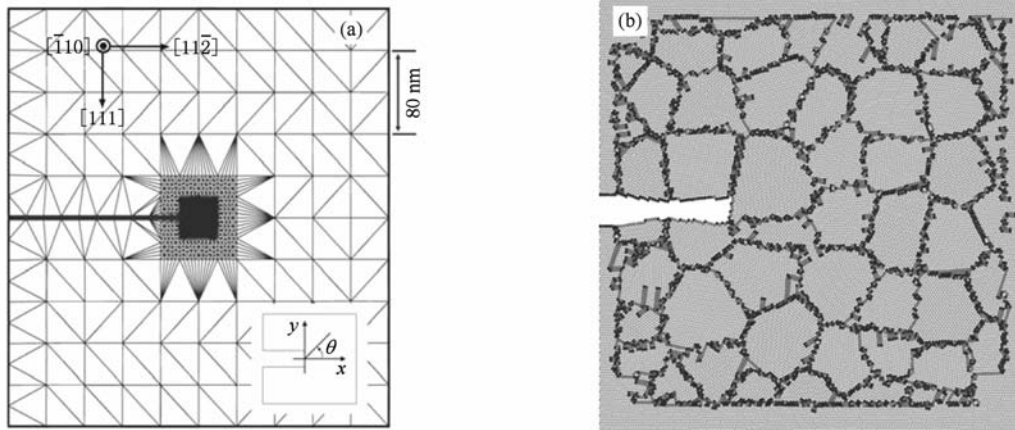 (a)
[1̄10]
[112̄]
[111]
80 nm
y
θ
x
(b)